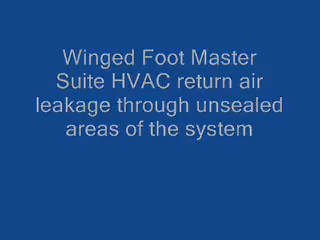 Winged Foot Master
Suite HVAC return air
leakage through unsealed
areas of the system